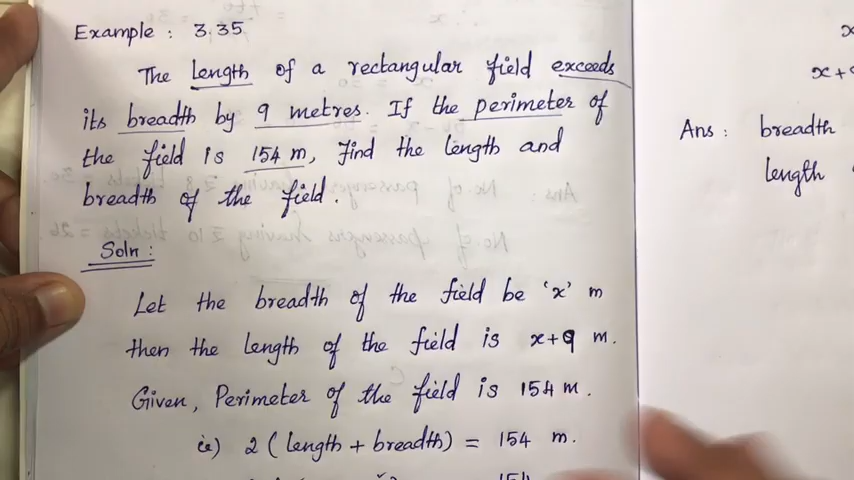 Example : 3.35
The length of a rectangular field exceeds
its breadth by 9 metres. If the perimeter of
the field is 154 m, Find the length and
breadth of the field.
Soln :
Let the breadth of the field be 'x' m
then the length of the field is x+9 m.
Given, Perimeter of the field is 154 m.
ie) 2 (length + breadth) = 154 m.
154
x
x+
Ans : breadth
length